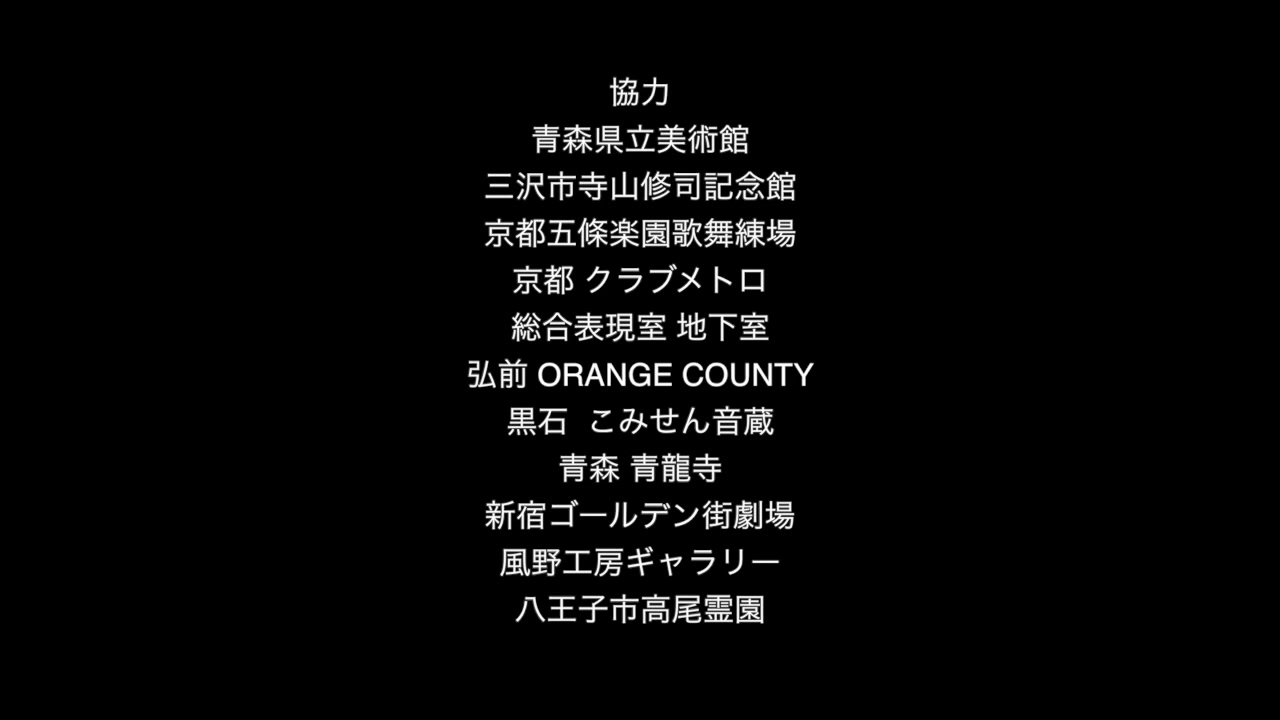 協力
青森県立美術館
三沢市寺山修司記念館
京都五條楽園歌舞練場
京都 クラブメトロ
総合表現室 地下室
弘前 ORANGE COUNTY
黒石 こみせん音蔵
青森 青龍寺
新宿ゴールデン街劇場
風野工房ギャラリー
八王子市高尾霊園